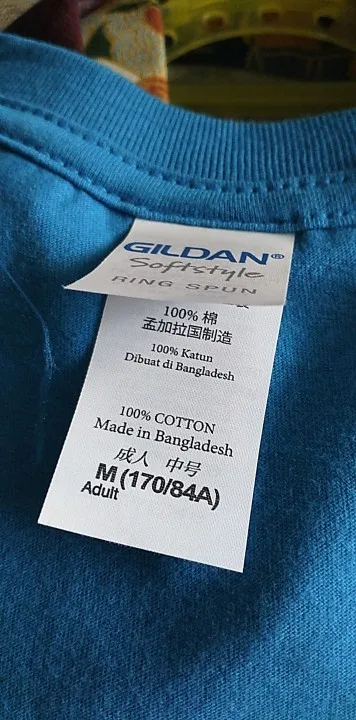 GILDAN®
Softstyle
RING SPUN
100% 棉
孟加拉国制造
100% Katun
Dibuat di Bangladesh
100% COTTON
Made in Bangladesh
成人 中号
M (170/84A)
Adult